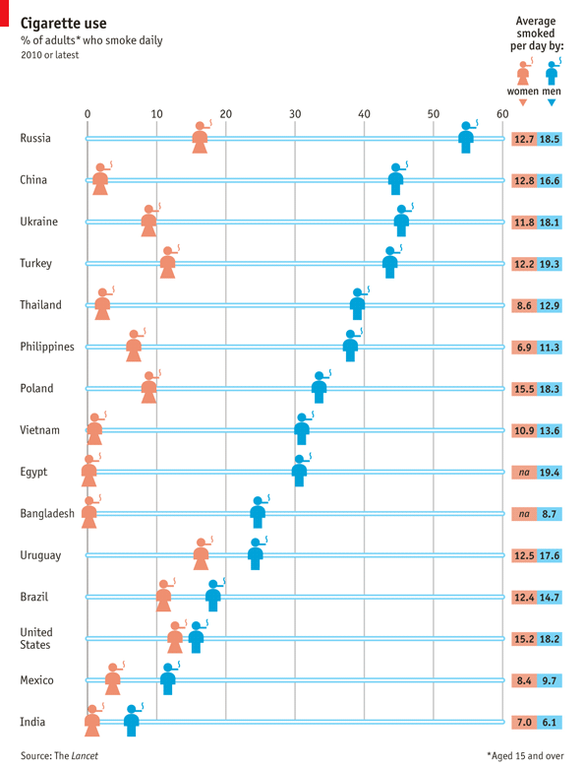 Cigarette use
% of adults* who smoke daily
2010 or latest
Average
smoked
per day by:
women men
0 10 20 30 40 50 60
Russia 12.7 18.5
China 12.8 16.6
Ukraine 11.8 18.1
Turkey 12.2 19.3
Thailand 8.6 12.9
Philippines 6.9 11.3
Poland 15.5 18.3
Vietnam 10.9 13.6
Egypt na 19.4
Bangladesh na 8.7
Uruguay 12.5 17.6
Brazil 12.4 14.7
United
States 15.2 18.2
Mexico 8.4 9.7
India 7.0 6.1
Source: The Lancet
*Aged 15 and over